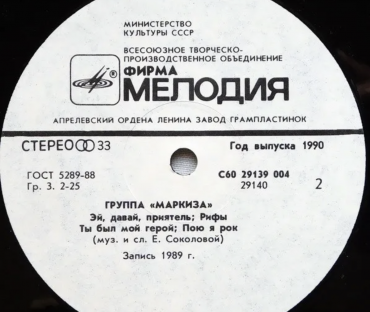 МИНИСТЕРСТВО
КУЛЬТУРЫ СССР
ВСЕСОЮЗНОЕ ТВОРЧЕСКО-
ПРОИЗВОДСТВЕННОЕ ОБЪЕДИНЕНИЕ
ФИРМА
МЕЛОДИЯ
АПРЕЛЕВСКИЙ ОРДЕНА ЛЕНИНА ЗАВОД ГРАМПЛАСТИНОК
СТЕРЕО 33
Год выпуска 1990
ГОСТ 5289-88
Гр. 3. 2-25
С60 29139 004
29140
2
ГРУППА «МАРКИЗА»
Эй, давай, приятель; Рифы
Ты был мой герой; Пою я рок
(муз. и сл. Е. Соколовой)
Запись 1989 г.